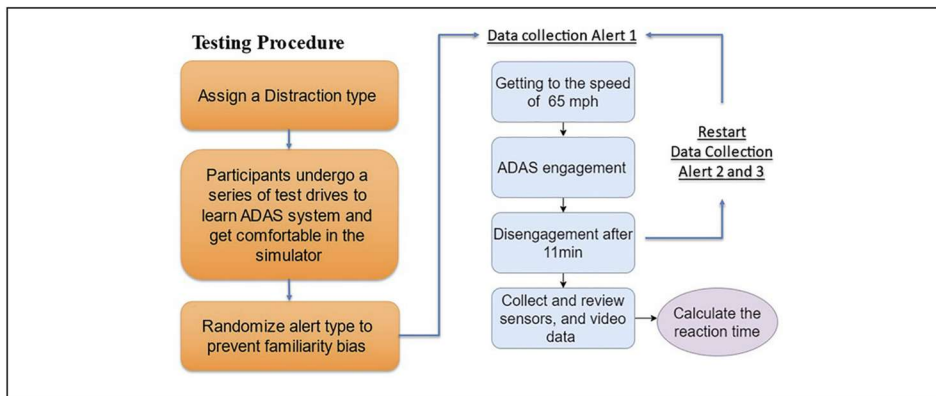 Testing Procedure
Assign a Distraction type
Participants undergo a
series of test drives to
learn ADAS system and
get comfortable in the
simulator
Randomize alert type to
prevent familiarity bias
Data collection Alert 1
Getting to the speed
of 65 mph
ADAS engagement
Disengagement after
11min
Collect and review
sensors, and video
data
Calculate the
reaction time
Restart
Data Collection
Alert 2 and 3